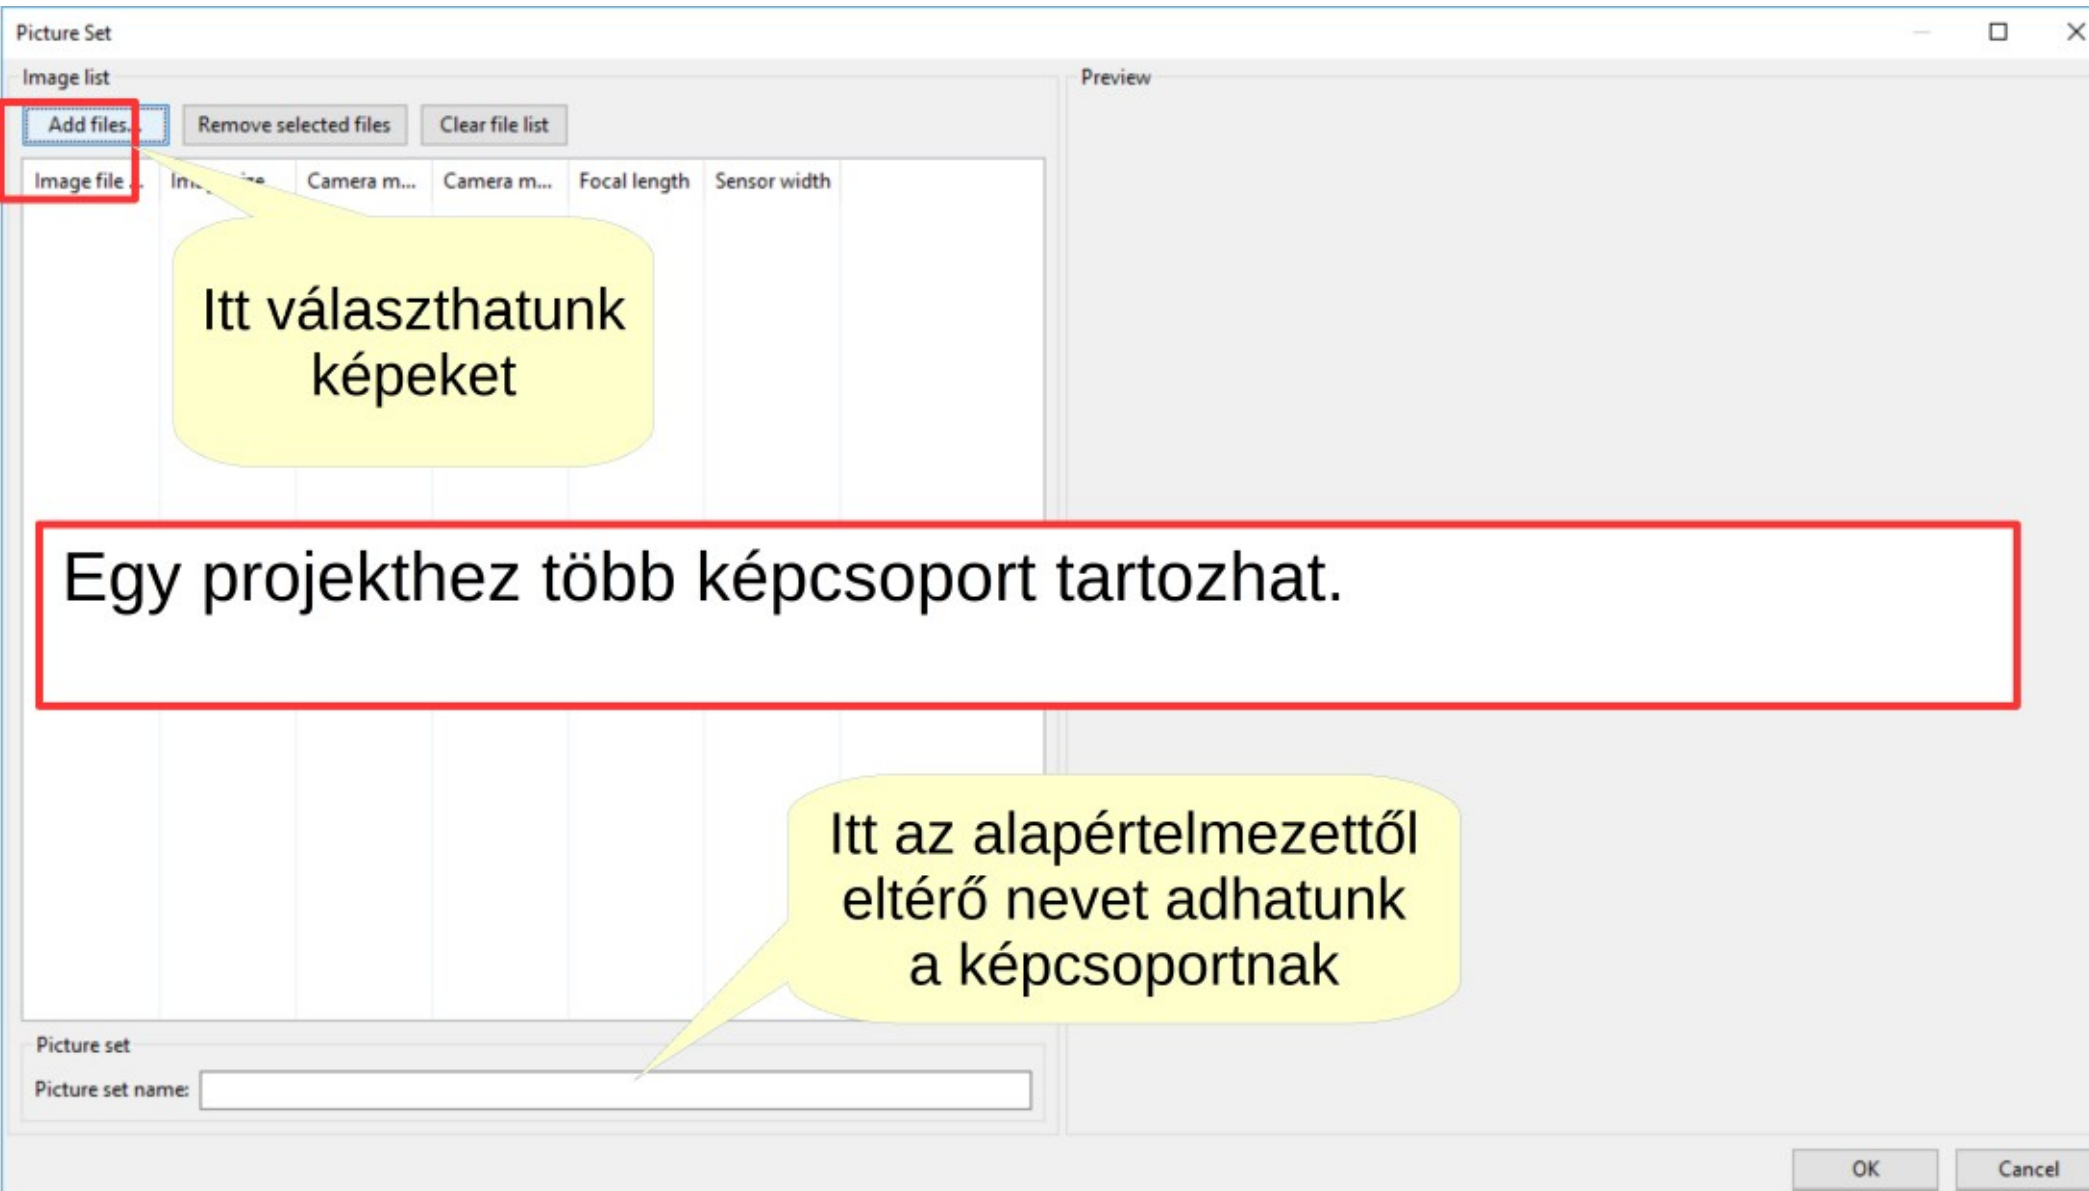 Picture Set
Image list
Preview
Add files...
Remove selected files
Clear file list
Image file ...
Camera m...
Camera m...
Focal length
Sensor width
Itt választhatunk
képeket
Egy projekthez több képcsoport tartozhat.
Itt az alapértelmezettől
eltérő nevet adhatunk
a képcsoportnak
Picture set
Picture set name:
OK
Cancel